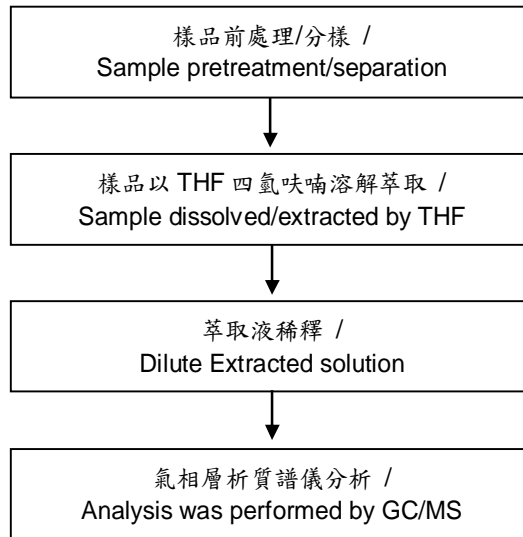 樣品前處理/分樣 /
Sample pretreatment/separation
樣品以 THF 四氫呋喃溶解萃取 /
Sample dissolved/extracted by THF
萃取液稀釋 /
Dilute Extracted solution
氣相層析質譜儀分析 /
Analysis was performed by GC/MS